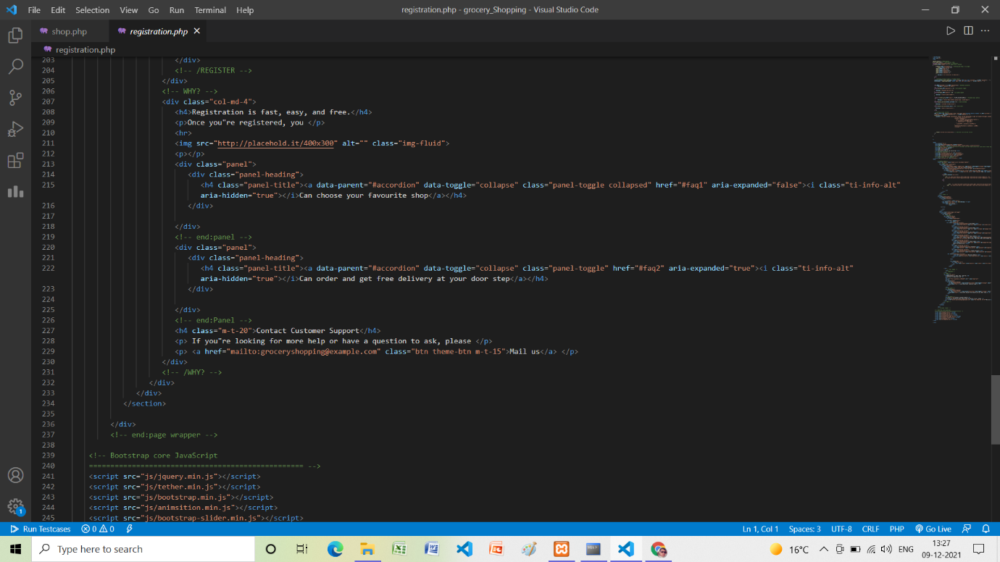 File Edit Selection View Go Run Terminal Help registration.php - grocery_Shopping - Visual Studio Code
shop.php registration.php
registration.php
203 </div>
204 <!-- /REGISTER -->
205 </div>
206 <!-- WHY? -->
207 <div class="col-md-4">
208 <h4>Registration is fast, easy, and free.</h4>
209 <p>Once you"re registered, you </p>
210 <hr>
211 <img src="http://placehold.it/400x300" alt="" class="img-fluid">
212 <p></p>
213 <div class="panel">
214 <div class="panel-heading">
215 <h4 class="panel-title"><a data-parent="#accordion" data-toggle="collapse" class="panel-toggle collapsed" href="#faq1" aria-expanded="false"><i class="ti-info-alt"
aria-hidden="true"></i>Can choose your favourite shop</a></h4>
216 </div>
217
218 </div>
219 <!-- end:panel -->
220 <div class="panel">
221 <div class="panel-heading">
222 <h4 class="panel-title"><a data-parent="#accordion" data-toggle="collapse" class="panel-toggle" href="#faq2" aria-expanded="true"><i class="ti-info-alt"
aria-hidden="true"></i>Can order and get free delivery at your door step</a></h4>
223 </div>
224
225 </div>
226 <!-- end:Panel -->
227 <h4 class="m-t-20">Contact Customer Support</h4>
228 <p> If you"re looking for more help or have a question to ask, please </p>
229 <p> <a href="mailto:groceryshopping@example.com" class="btn theme-btn m-t-15">Mail us</a> </p>
230 </div>
231 <!-- /WHY? -->
232 </div>
233 </div>
234 </section>
235
236 </div>
237 <!-- end:page wrapper -->
238
239 <!-- Bootstrap core JavaScript
240 ================================================== -->
241 <script src="js/jquery.min.js"></script>
242 <script src="js/tether.min.js"></script>
243 <script src="js/bootstrap.min.js"></script>
244 <script src="js/animsition.min.js"></script>
245 <script src="js/bootstrap-slider.min.js"></script>
1
Run Testcases 0 0 Ln 1, Col 1 Spaces: 3 UTF-8 CRLF PHP Go Live
Type here to search 16°C ENG 13:27
09-12-2021